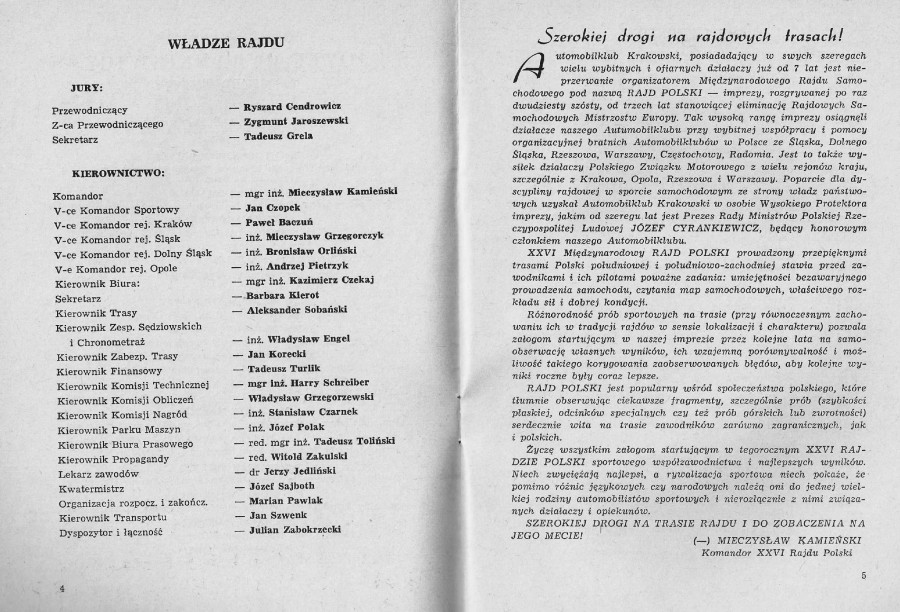 WŁADZE RAJDU
JURY:
Przewodniczący — Ryszard Cendrowicz
Z-ca Przewodniczącego — Zygmunt Jaroszewski
Sekretarz — Tadeusz Grela
KIEROWNICTWO:
Komandor — mgr inż. Mieczysław Kamieński
V-ce Komandor Sportowy — Jan Czopek
V-ce Komandor rej. Kraków — Paweł Baczuń
V-ce Komandor rej. Śląsk — inż. Mieczysław Grzegorczyk
V-ce Komandor rej. Dolny Śląsk — inż. Bronisław Orliński
V-e Komandor rej. Opole — inż. Andrzej Pietrzyk
Kierownik Biura: — mgr inż. Kazimierz Czekaj
Sekretarz — Barbara Kierot
Kierownik Trasy — Aleksander Sobański
Kierownik Zesp. Sędziowskich
i Chronometraż — inż. Władysław Engel
Kierownik Zabezp. Trasy — Jan Korecki
Kierownik Finansowy — Tadeusz Turlik
Kierownik Komisji Technicznej — mgr inż. Harry Schreiber
Kierownik Komisji Obliczeń — Władysław Grzegorzewski
Kierownik Komisji Nagród — inż. Stanisław Czarnek
Kierownik Parku Maszyn — inż. Józef Polak
Kierownik Biura Prasowego — red. mgr inż. Tadeusz Toliński
Kierownik Propagandy — red. Witold Zakulski
Lekarz zawodów — dr Jerzy Jedliński
Kwatermistrz — Józef Sajboth
Organizacja rozpocz. i zakończ. — Marian Pawlak
Kierownik Transportu — Jan Szwenk
Dyspozytor i łączność — Julian Zabokrzecki
4
Szerokiej drogi na rajdowych trasach!
Automobilklub Krakowski, posiadadający w swych szeregach
wielu wybitnych i ofiarnych działaczy już od 7 lat jest nie-
przerwanie organizatorem Międzynarodowego Rajdu Samo-
chodowego pod nazwą RAJD POLSKI — imprezy, rozgrywanej po raz
dwudziesty szósty, od trzech lat stanowiącej eliminację Rajdowych Sa-
mochodowych Mistrzostw Europy. Tak wysoką rangę imprezy osiągnęli
działacze naszego Autumobilklubu przy wybitnej współpracy i pomocy
organizacyjnej bratnich Automobilklubów w Polsce ze Śląska, Dolnego
Śląska, Rzeszowa, Warszawy, Częstochowy, Radomia. Jest to także wy-
siłek działaczy Polskiego Związku Motorowego z wielu rejonów kraju,
szczególnie z Krakowa, Opola, Rzeszowa i Warszawy. Poparcie dla dy-
scypliny rajdowej w sporcie samochodowym ze strony władz państwo-
wych uzyskał Automobilklub Krakowski w osobie Wysokiego Protektora
imprezy, jakim od szeregu lat jest Prezes Rady Ministrów Polskiej Rze-
czypospolitej Ludowej JÓZEF CYRANKIEWICZ, będący honorowym
członkiem naszego Automobilklubu.
XXVI Międzynarodowy RAJD POLSKI prowadzony przepięknymi
trasami Polski południowej i południowo-zachodniej stawia przed za-
wodnikami i ich pilotami poważne zadania: umiejętności bezawaryjnego
prowadzenia samochodu, czytania map samochodowych, właściwego roz-
kładu sił i dobrej kondycji.
Różnorodność prób sportowych na trasie (przy równoczesnym zacho-
waniu ich w tradycji rajdów w sensie lokalizacji i charakteru) pozwala
załogom startującym w naszej imprezie przez kolejne lata na samo-
obserwację własnych wyników, ich wzajemną porównywalność i moż-
liwość takiego korygowania zaobserwowanych błędów, aby kolejne wy-
niki roczne były coraz lepsze.
RAJD POLSKI jest popularny wśród społeczeństwa polskiego, które
tłumnie obserwując ciekawsze fragmenty, szczególnie prób (szybkości
płaskiej, odcinków specjalnych czy też prób górskich lub zwrotności)
serdecznie wita na trasie zawodników zarówno zagranicznych, jak
i polskich.
Życzę wszystkim załogom startującym w tegorocznym XXVI RAJ-
DZIE POLSKI sportowego współzawodnictwa i najlepszych wyników.
Niech zwyciężają najlepsi, a rywalizacja sportowa niech pokaże, że
pomimo różnic językowych czy narodowych należą oni do jednej wiel-
kiej rodziny automobilistów sportowych i nierozłącznie z nimi związa-
nych działaczy i opiekunów.
SZEROKIEJ DROGI NA TRASIE RAJDU I DO ZOBACZENIA NA
JEGO MECIE!
(—) MIECZYSŁAW KAMIEŃSKI
Komandor XXVI Rajdu Polski
5